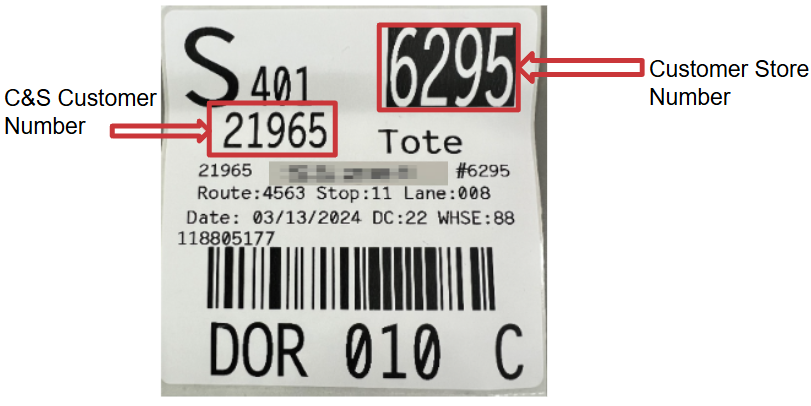 S 401
6295
C&S Customer
Number
21965
Customer Store
Number
Tote
21965 #6295
Route:4563 Stop:11 Lane:008
Date: 03/13/2024 DC:22 WHSE:88
118805177
DOR 010 C